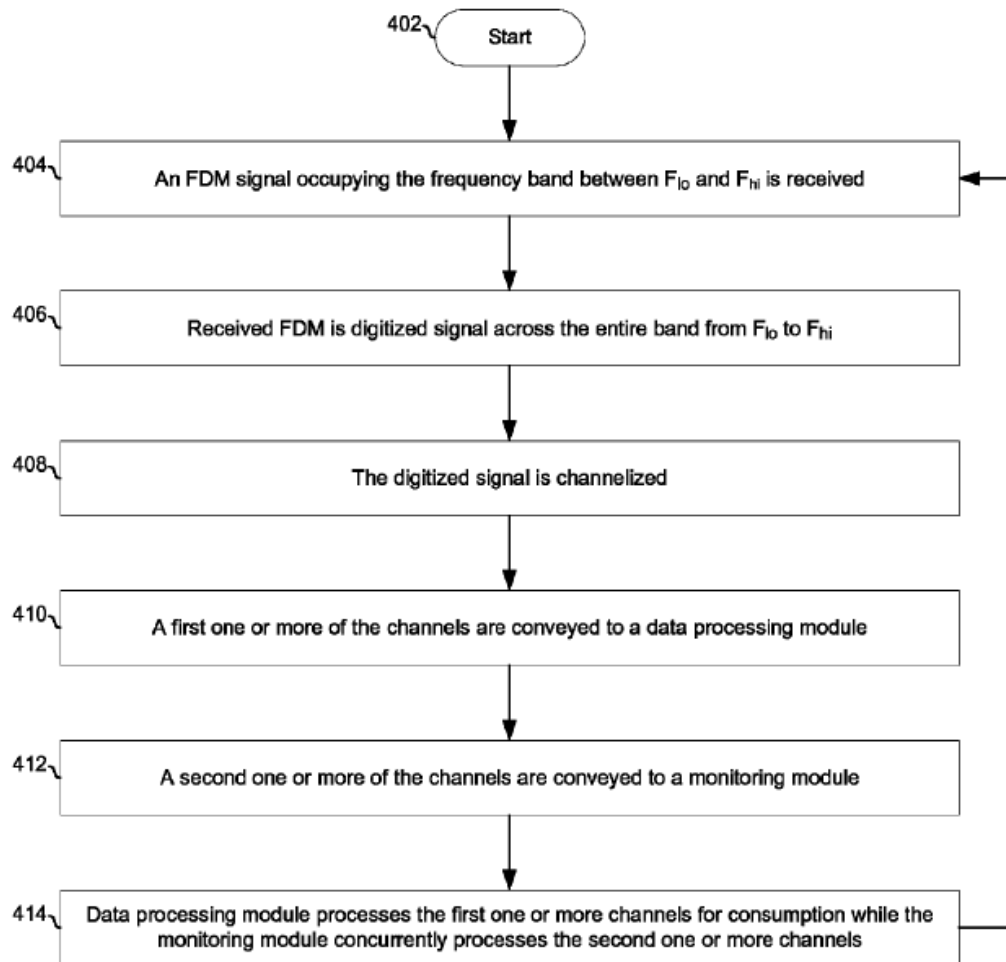 402
Start
404
An FDM signal occupying the frequency band between Flo and Fhi is received
406
Received FDM is digitized signal across the entire band from Flo to Fhi
408
The digitized signal is channelized
410
A first one or more of the channels are conveyed to a data processing module
412
A second one or more of the channels are conveyed to a monitoring module
414
Data processing module processes the first one or more channels for consumption while the
monitoring module concurrently processes the second one or more channels